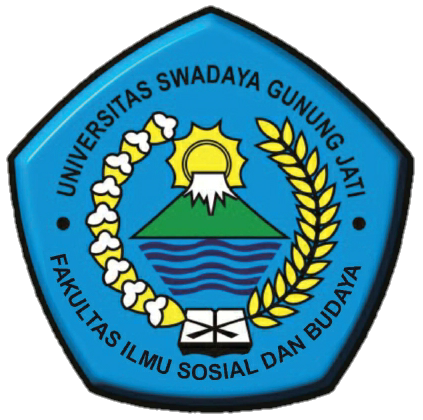 UNIVERSITAS SWADAYA GUNUNG JATI
FAKULTAS ILMU SOSIAL DAN BUDAYA